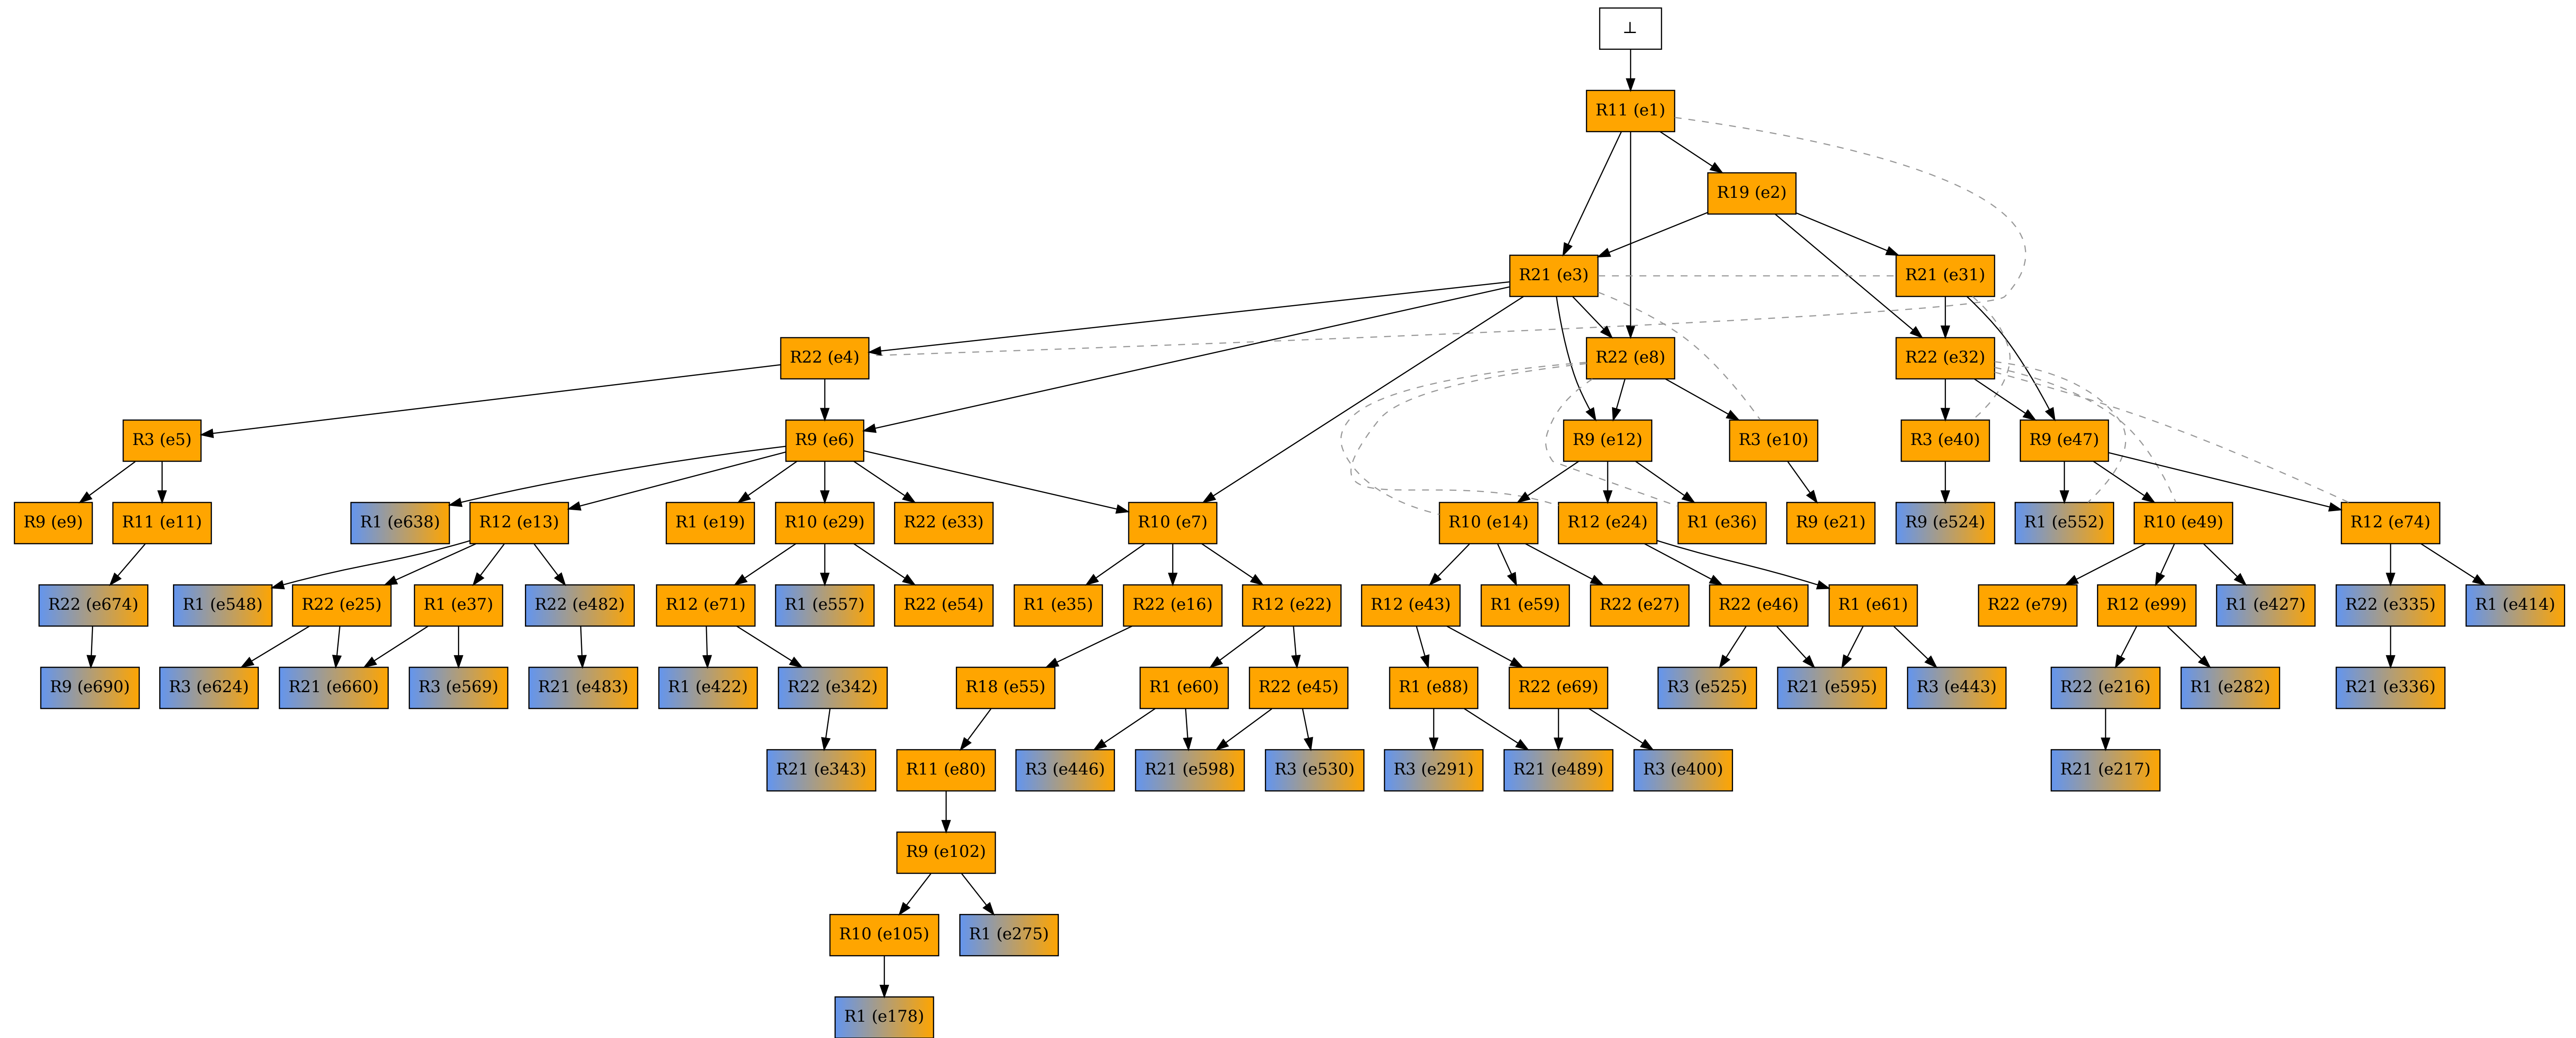 ⊥
R11 (e1)
R19 (e2)
R21 (e3)
R21 (e31)
R22 (e4)
R22 (e8)
R22 (e32)
R3 (e5)
R9 (e6)
R9 (e12)
R3 (e10)
R3 (e40)
R9 (e47)
R9 (e9)
R11 (e11)
R1 (e638)
R12 (e13)
R1 (e19)
R10 (e29)
R22 (e33)
R10 (e7)
R10 (e14)
R12 (e24)
R1 (e36)
R9 (e21)
R9 (e524)
R1 (e552)
R10 (e49)
R12 (e74)
R22 (e674)
R1 (e548)
R22 (e25)
R1 (e37)
R22 (e482)
R12 (e71)
R1 (e557)
R22 (e54)
R1 (e35)
R22 (e16)
R12 (e22)
R12 (e43)
R1 (e59)
R22 (e27)
R22 (e46)
R1 (e61)
R22 (e79)
R12 (e99)
R1 (e427)
R22 (e335)
R1 (e414)
R9 (e690)
R3 (e624)
R21 (e660)
R3 (e569)
R21 (e483)
R1 (e422)
R22 (e342)
R18 (e55)
R1 (e60)
R22 (e45)
R1 (e88)
R22 (e69)
R3 (e525)
R21 (e595)
R3 (e443)
R22 (e216)
R1 (e282)
R21 (e336)
R21 (e343)
R11 (e80)
R3 (e446)
R21 (e598)
R3 (e530)
R3 (e291)
R21 (e489)
R3 (e400)
R21 (e217)
R9 (e102)
R10 (e105)
R1 (e275)
R1 (e178)